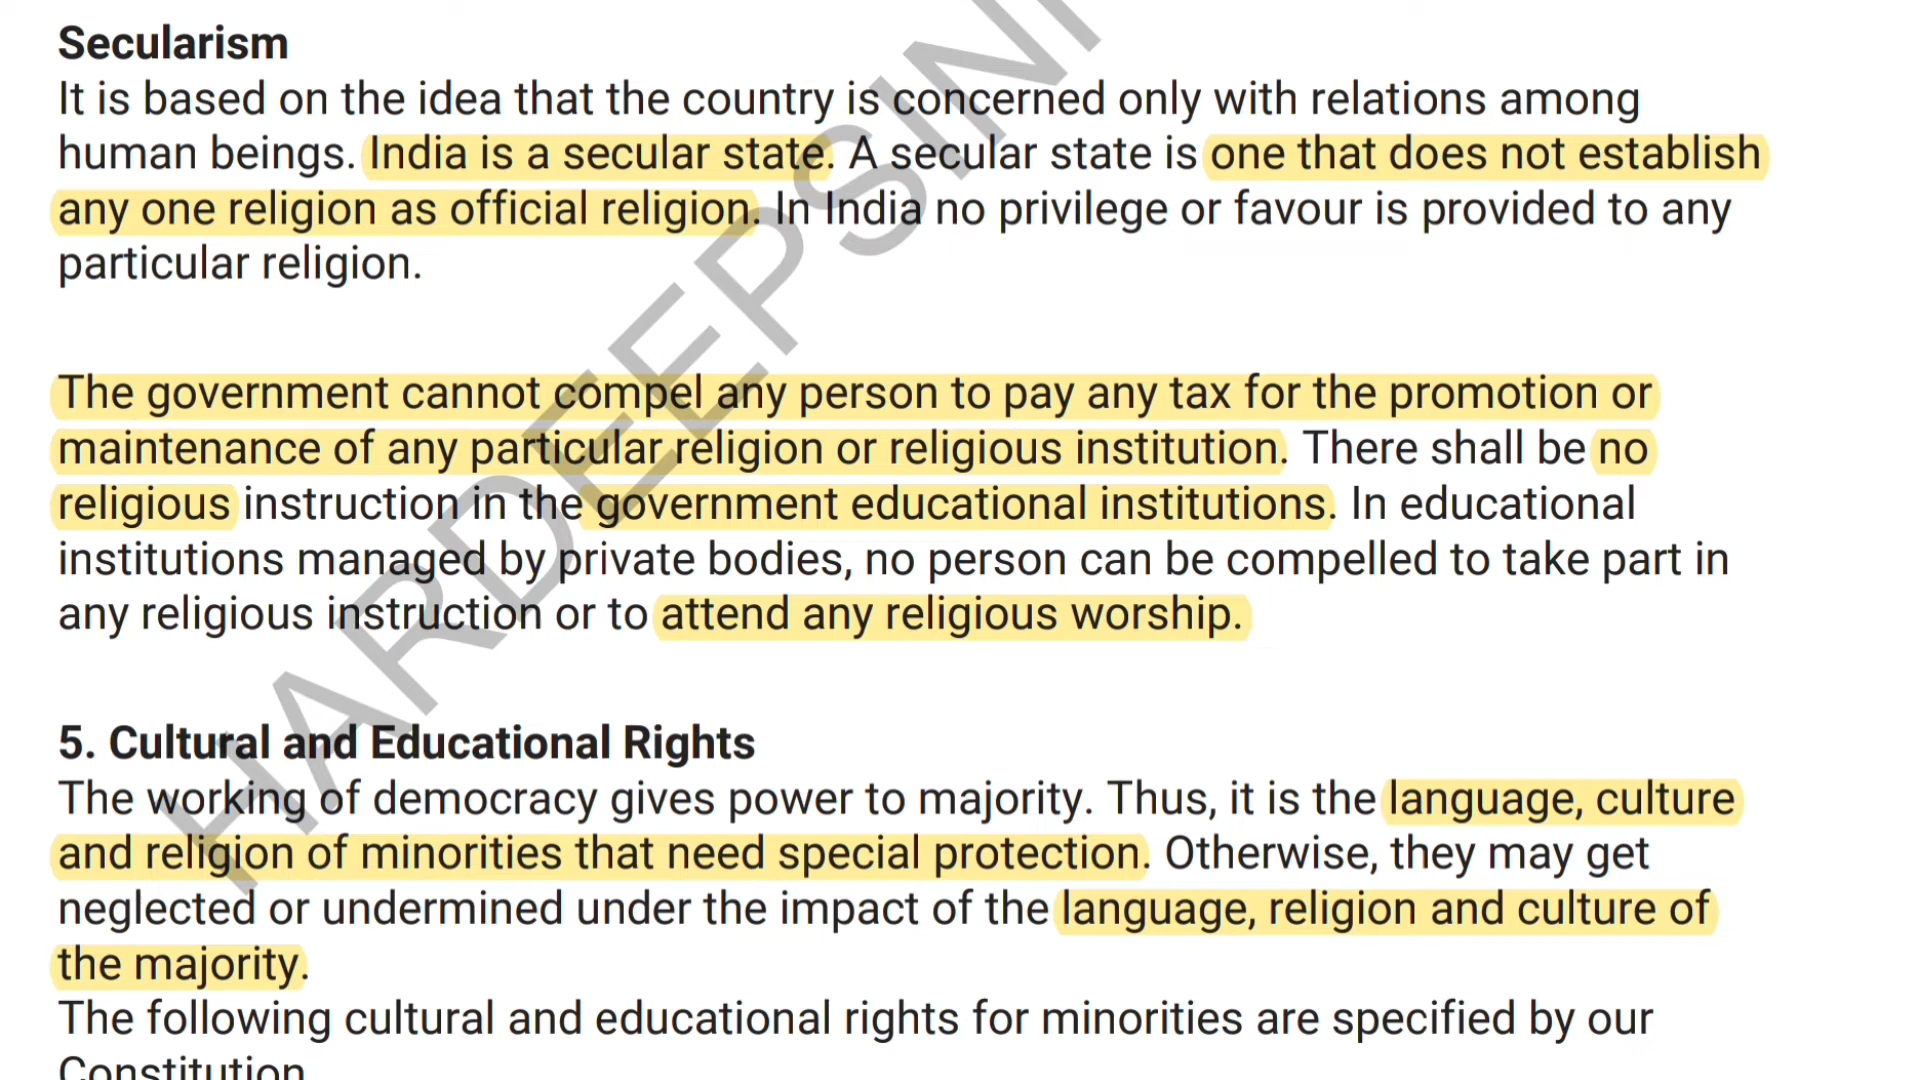 Secularism
It is based on the idea that the country is concerned only with relations among
human beings. India is a secular state. A secular state is one that does not establish
any one religion as official religion. In India no privilege or favour is provided to any
particular religion.
The government cannot compel any person to pay any tax for the promotion or
maintenance of any particular religion or religious institution. There shall be no
religious instruction in the government educational institutions. In educational
institutions managed by private bodies, no person can be compelled to take part in
any religious instruction or to attend any religious worship.
5. Cultural and Educational Rights
The working of democracy gives power to majority. Thus, it is the language, culture
and religion of minorities that need special protection. Otherwise, they may get
neglected or undermined under the impact of the language, religion and culture of
the majority.
The following cultural and educational rights for minorities are specified by our
Constitution
HARDEEPSIN